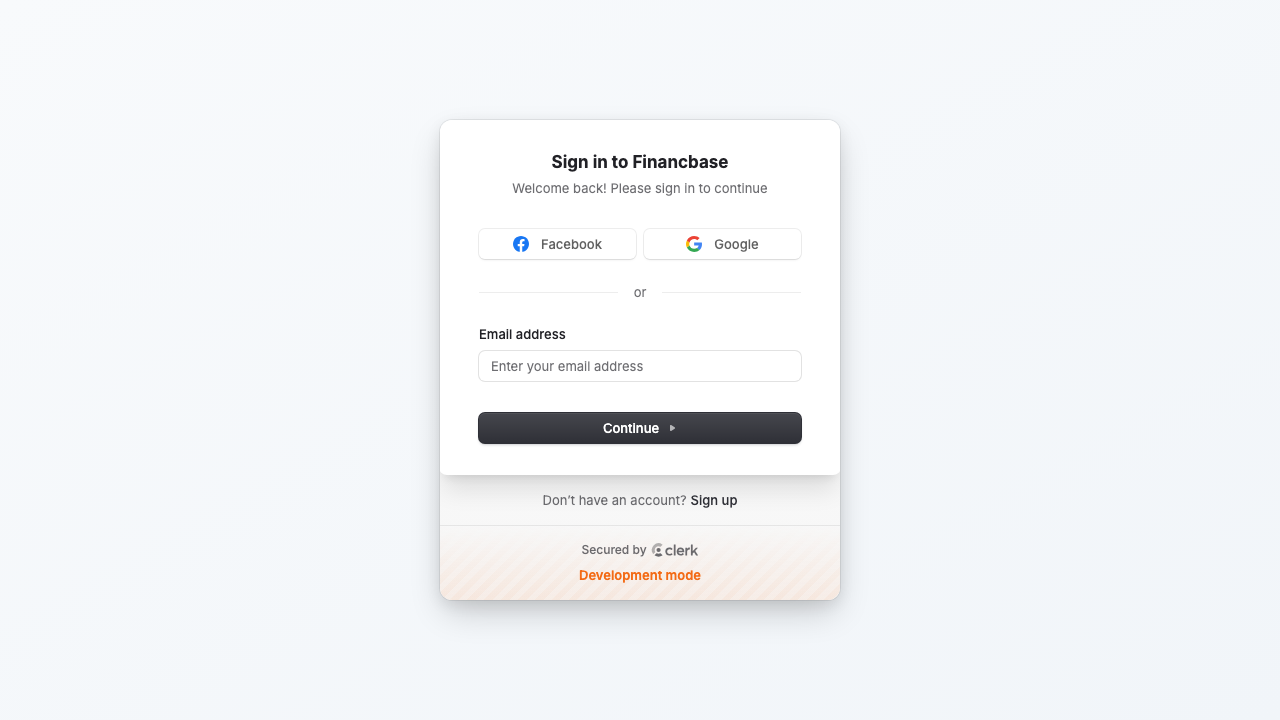 Sign in to Financbase
Welcome back! Please sign in to continue
Facebook
Google
or
Email address
Enter your email address
Continue
Don’t have an account? Sign up
Secured by clerk
Development mode